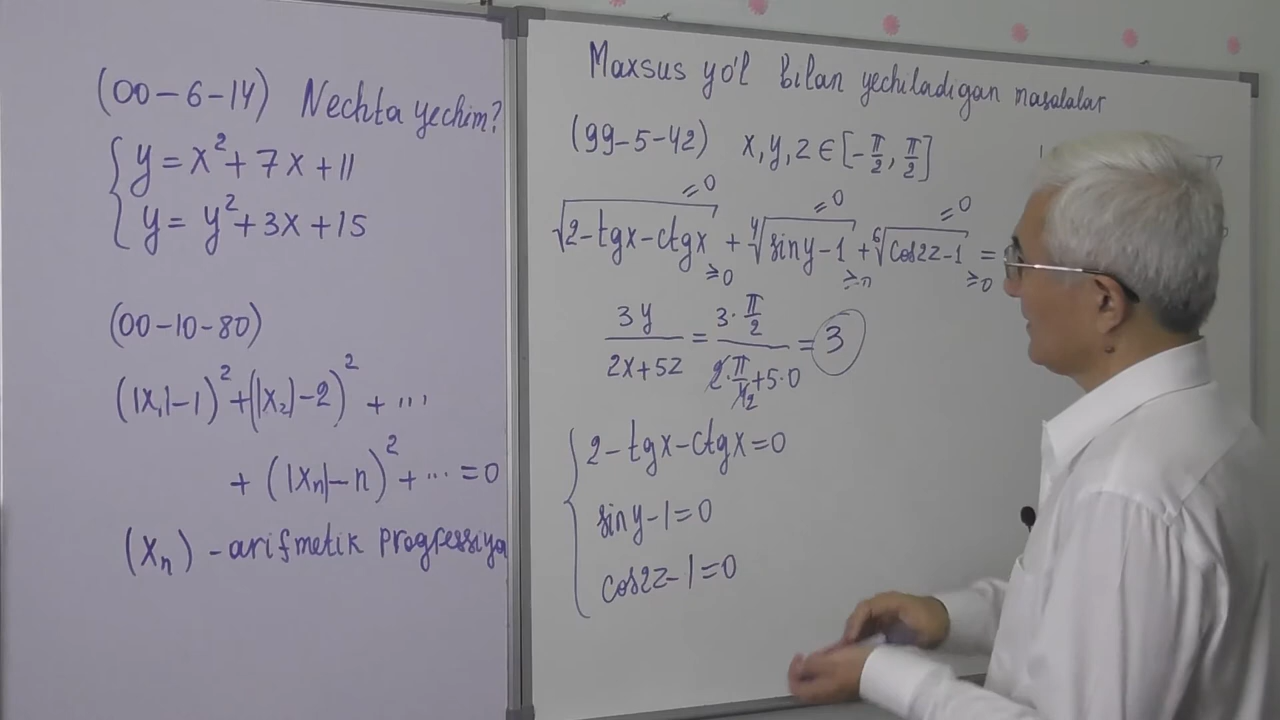 (00-6-14) Nechta yechim?
{ y = x² + 7x + 11
y = y² + 3x + 15
(00-10-80)
(|x₁|-1)² + (|x₂|-2)² + ...
+ (|xₙ|-n)² + ... = 0
(xₙ) - arifmetik progressiya
Maxsus yo'l bilan yechiladigan masalalar
(99-5-42) x, y, z ∈ [-π/2, π/2]
=0 =0 =0
√(2-tgx-ctgx) + ⁴√(siny-1) + ⁶√(cos2z-1) =
≥0 ≥0 ≥0
3y/(2x+5z) = (3·π/2)/(2·π/4₂+5·0) = 3
{ 2-tgx-ctgx=0
siny-1=0
cos2z-1=0